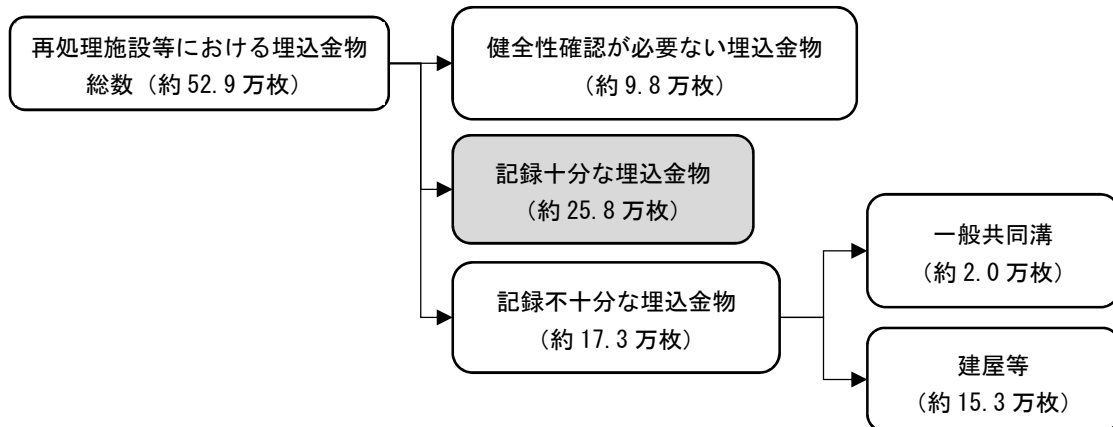 再処理施設等における埋込金物
総数（約 52.9 万枚）
健全性確認が必要ない埋込金物
（約 9.8 万枚）
記録十分な埋込金物
（約 25.8 万枚）
記録不十分な埋込金物
（約 17.3 万枚）
一般共同溝
（約 2.0 万枚）
建屋等
（約 15.3 万枚）